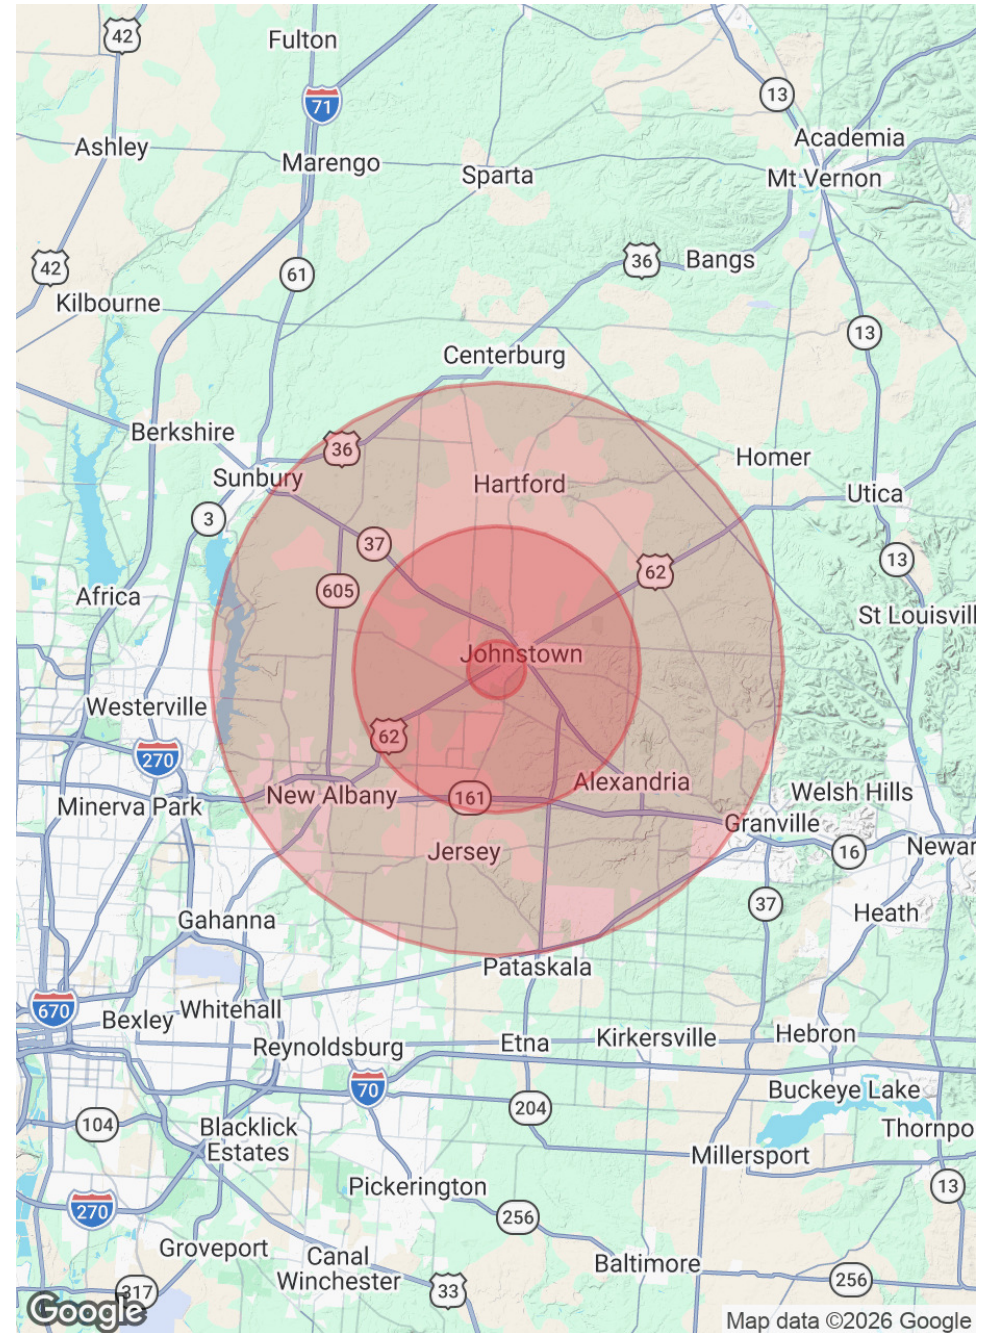 42
Fulton
71
13
Ashley
Marengo
Sparta
Academia
Mt Vernon
42
61
36
Bangs
Kilbourne
13
Centerburg
Berkshire
36
Sunbury
Hartford
Homer
Utica
3
37
62
13
605
Africa
St Louisvill
Johnstown
Westerville
270
62
Minerva Park
New Albany
161
Alexandria
Welsh Hills
Granville
16
Newar
Jersey
37
Heath
Gahanna
Pataskala
670
Bexley
Whitehall
Reynoldsburg
Etna
Kirkersville
Hebron
70
Buckeye Lake
104
Blacklick
Estates
204
Thornpo
Millersport
Pickerington
13
270
256
Groveport
Canal
Winchester
Baltimore
33
256
317
Google
Map data ©2026 Google